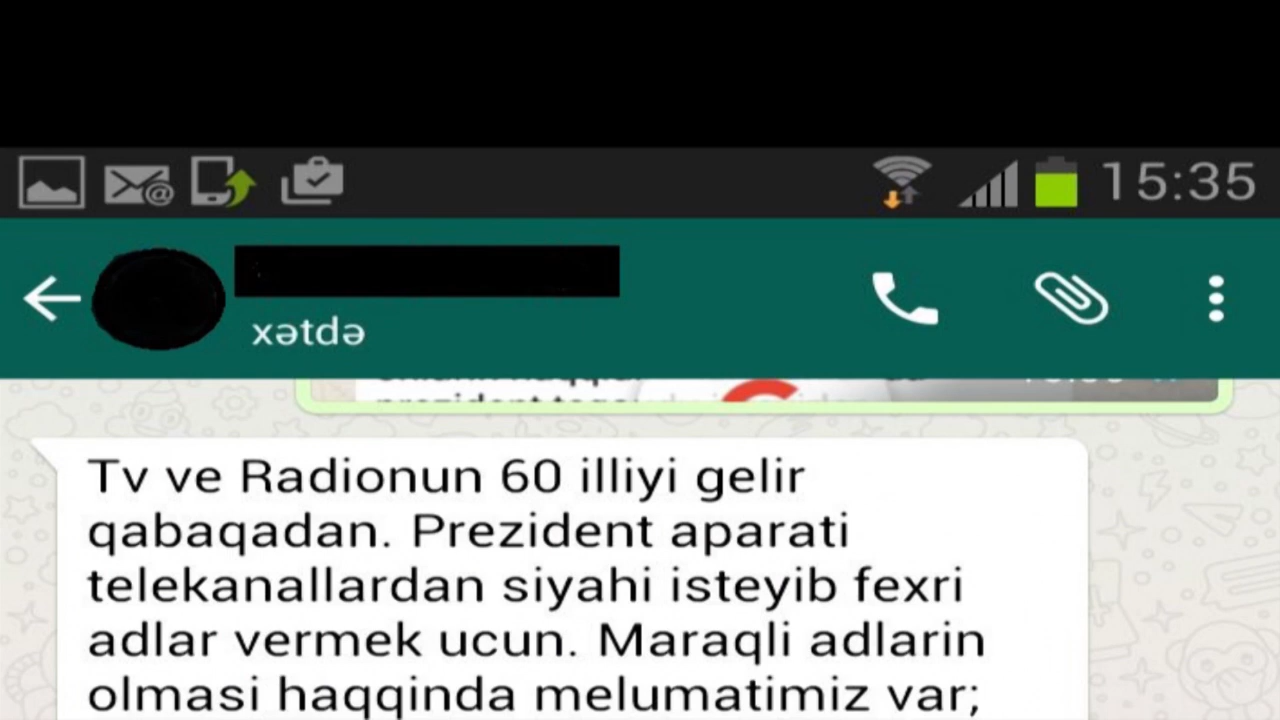 15:35
xətdə
Tv ve Radionun 60 illiyi gelir
qabaqadan. Prezident aparati
telekanallardan siyahi isteyib fexri
adlar vermek ucun. Maraqli adlarin
olmasi haqqinda melumatimiz var;